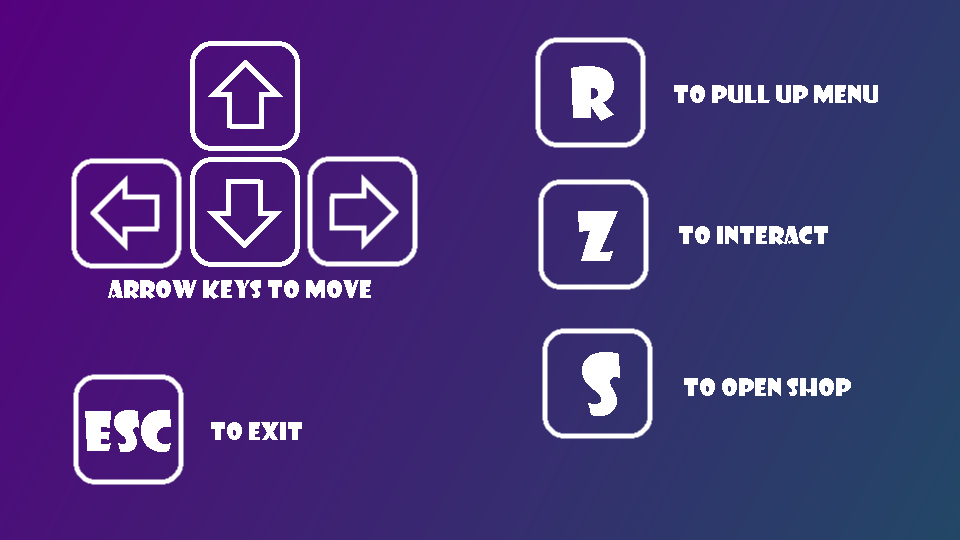 ARROW KEYS TO MOVE
ESC TO EXIT
R TO PULL UP MENU
Z TO INTERACT
S TO OPEN SHOP